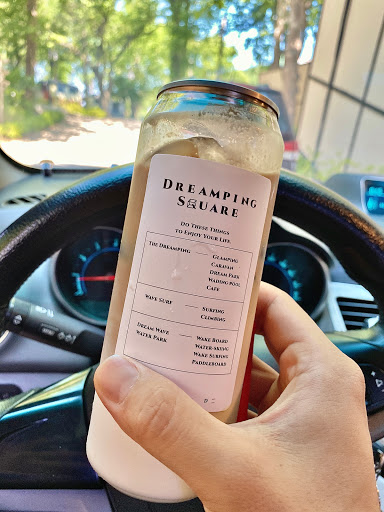 Dreamping
Square
Do These Things
to Enjoy Your Life
The Dreamping
Glamping
Caravan
Dream Park
Wading pool
Cafe
Wave Surf
Surfing
Climbing
Dream Wave
Water Park
Wake Board
Water-skiing
Wake Surfing
Paddleboard